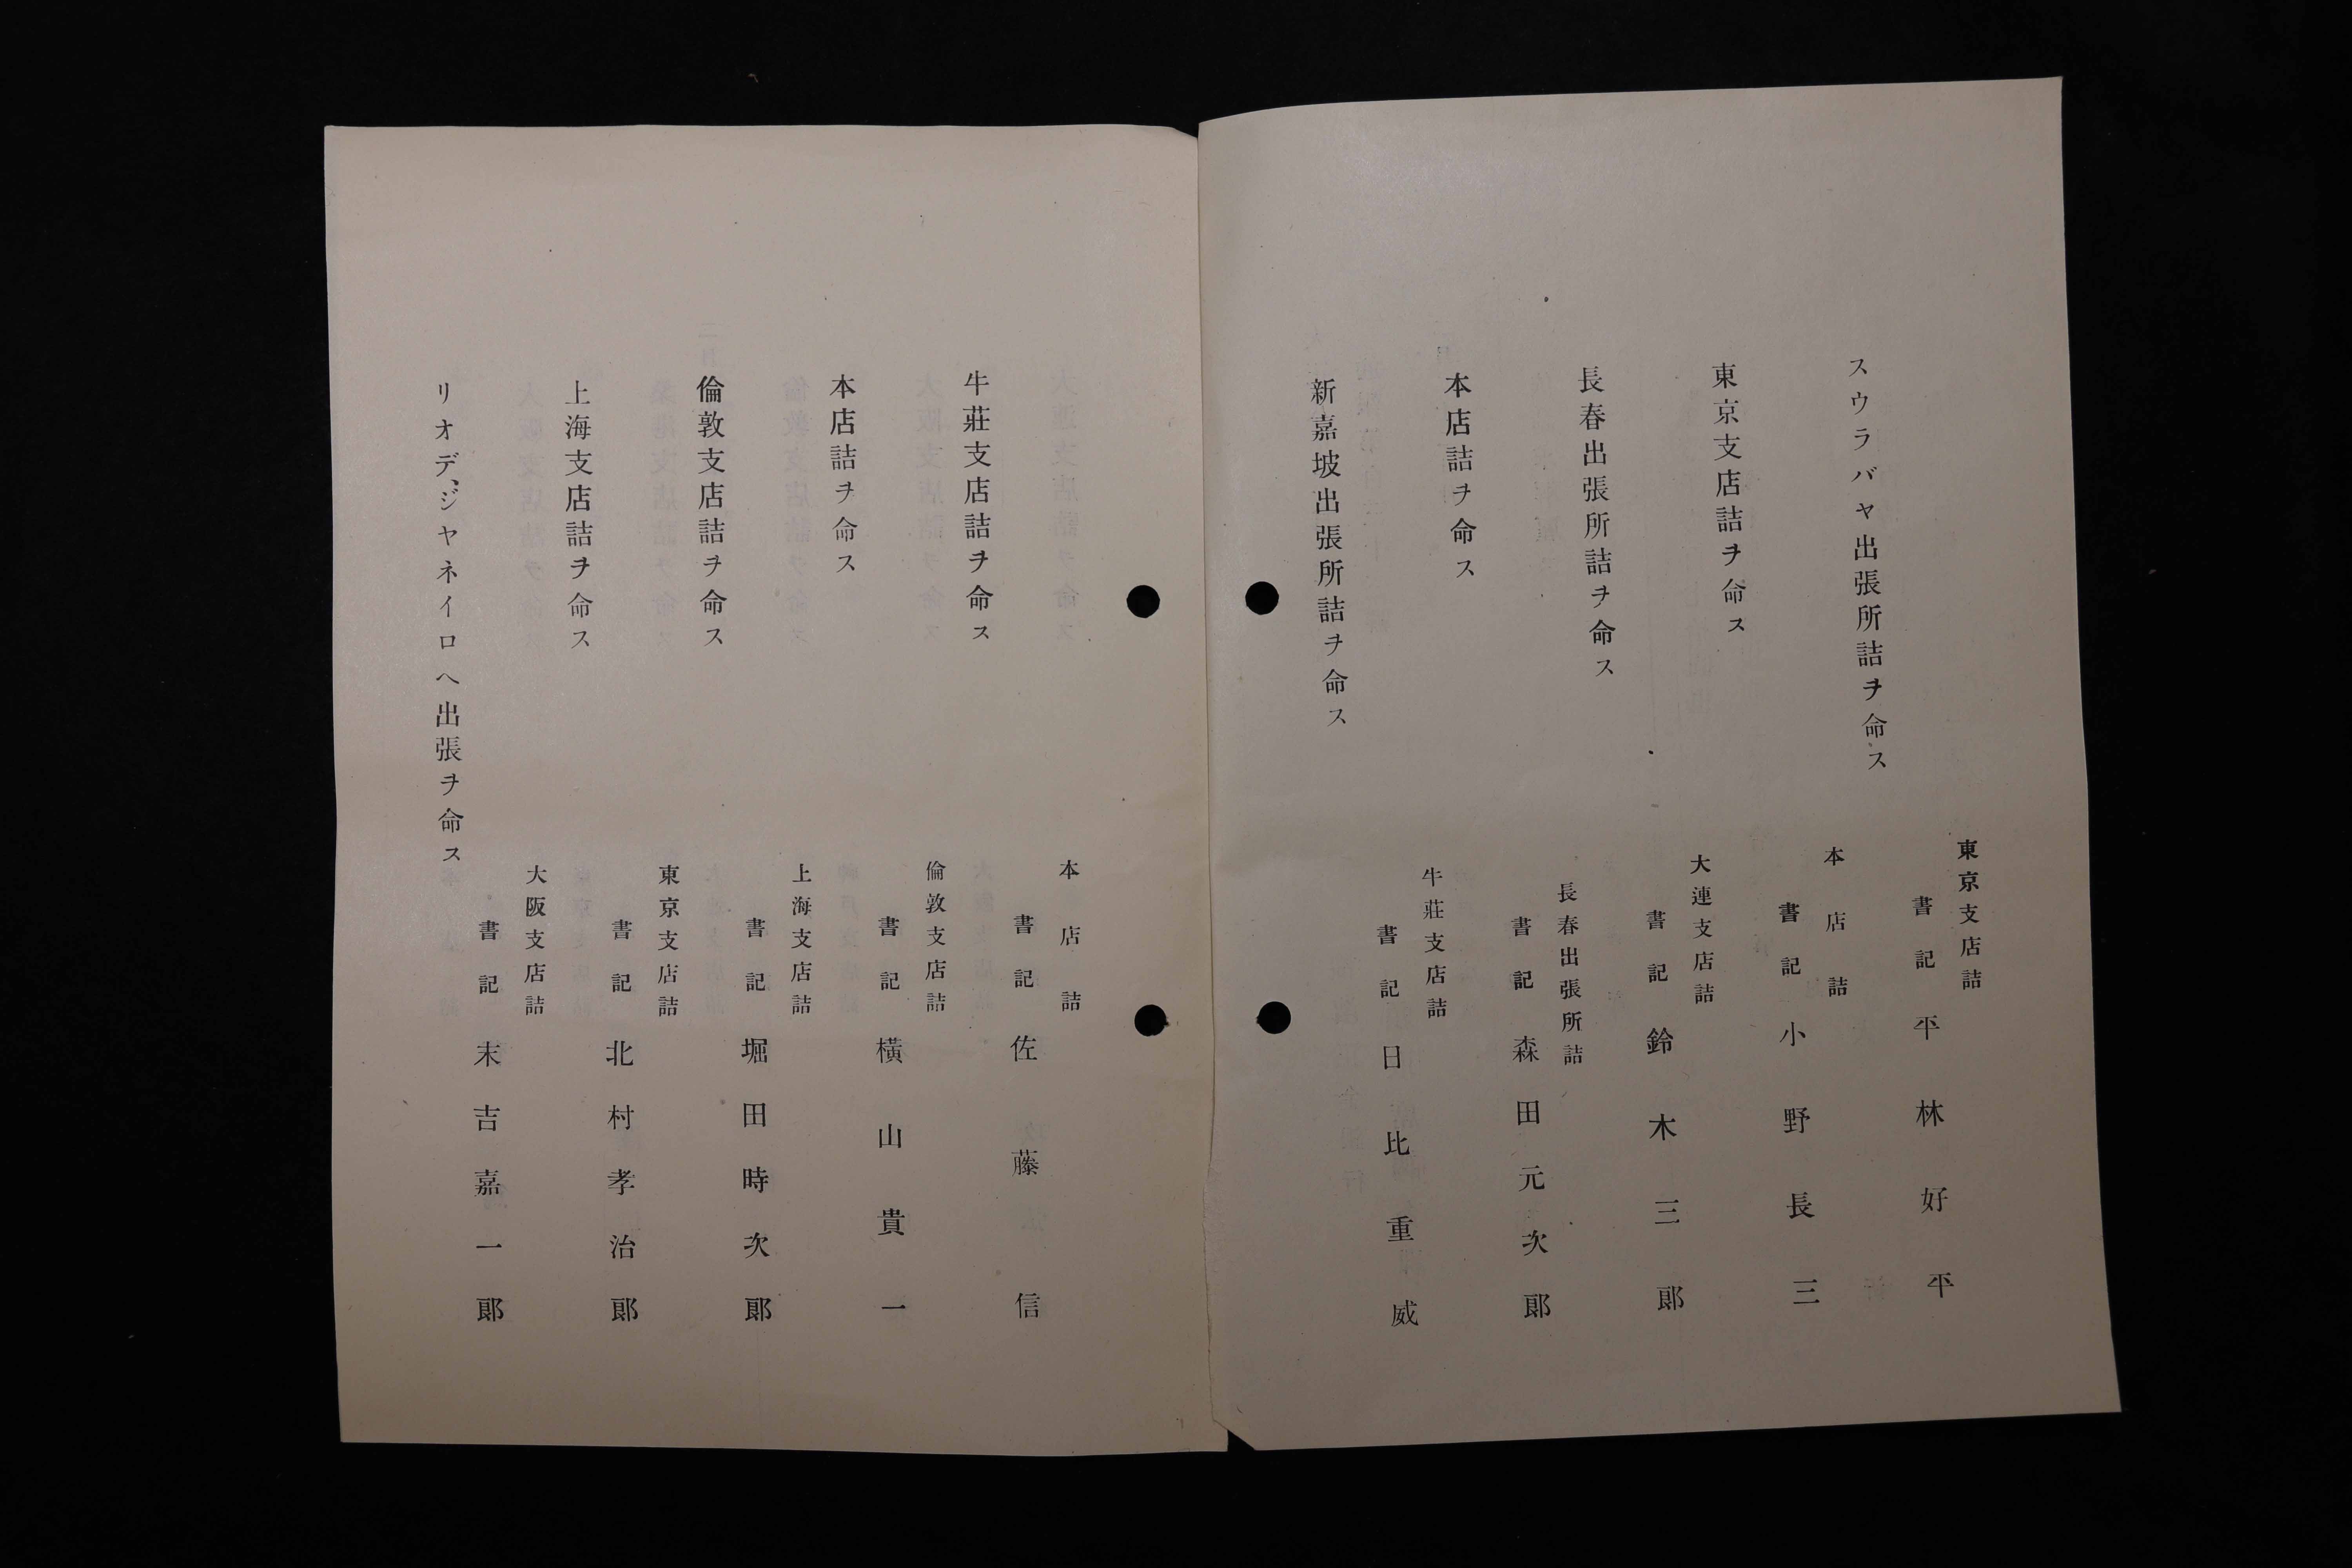 東京支店詰
書記 平林好平
スウラバヤ出張所詰ヲ命ス
本店詰
書記 小野長三
東京支店詰ヲ命ス
大連支店詰
書記 鈴木三郞
長春出張所詰ヲ命ス
長春出張所詰
書記 森田元次郞
本店詰ヲ命ス
牛莊支店詰
書記 日比重威
新嘉坡出張所詰ヲ命ス
本店詰
書記 佐藤信
牛莊支店詰ヲ命ス
倫敦支店詰
書記 橫山貴一
本店詰ヲ命ス
上海支店詰
書記 堀田時次郞
倫敦支店詰ヲ命ス
東京支店詰
書記 北村孝治郞
上海支店詰ヲ命ス
大阪支店詰
書記 末吉嘉一郞
リオデ、ジヤネイロヘ出張ヲ命ス